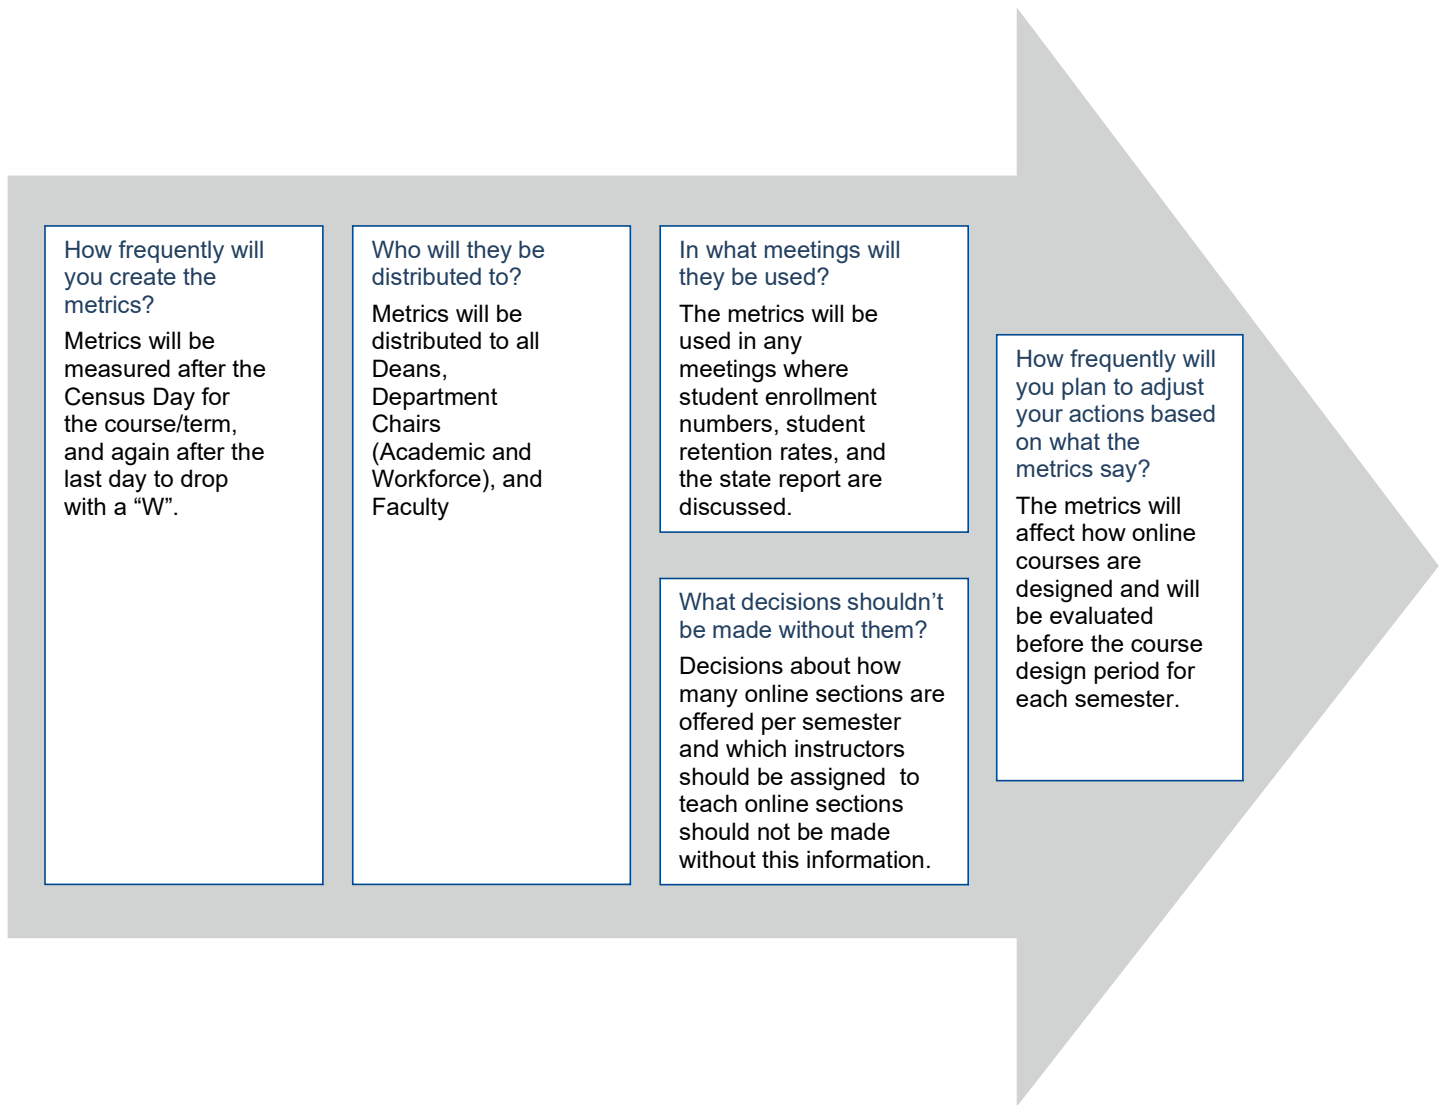 How frequently will
you create the
metrics?
Metrics will be
measured after the
Census Day for
the course/term,
and again after the
last day to drop
with a “W”.
Who will they be
distributed to?
Metrics will be
distributed to all
Deans,
Department
Chairs
(Academic and
Workforce), and
Faculty
In what meetings will
they be used?
The metrics will be
used in any
meetings where
student enrollment
numbers, student
retention rates, and
the state report are
discussed.
What decisions shouldn’t
be made without them?
Decisions about how
many online sections are
offered per semester
and which instructors
should be assigned  to
teach online sections
should not be made
without this information.
How frequently will
you plan to adjust
your actions based
on what the
metrics say?
The metrics will
affect how online
courses are
designed and will
be evaluated
before the course
design period for
each semester.